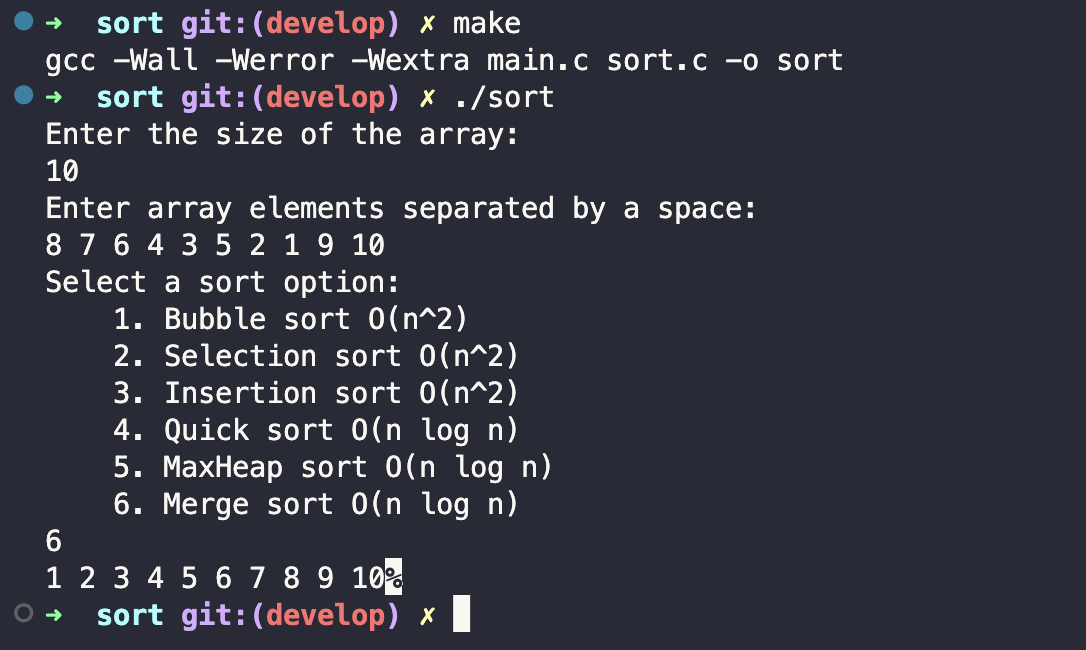 ➜  sort git:(develop) ✗ make
gcc -Wall -Werror -Wextra main.c sort.c -o sort
➜  sort git:(develop) ✗ ./sort
Enter the size of the array:
10
Enter array elements separated by a space:
8 7 6 4 3 5 2 1 9 10
Select a sort option:
    1. Bubble sort O(n^2)
    2. Selection sort O(n^2)
    3. Insertion sort O(n^2)
    4. Quick sort O(n log n)
    5. MaxHeap sort O(n log n)
    6. Merge sort O(n log n)
6
1 2 3 4 5 6 7 8 9 10%
➜  sort git:(develop) ✗